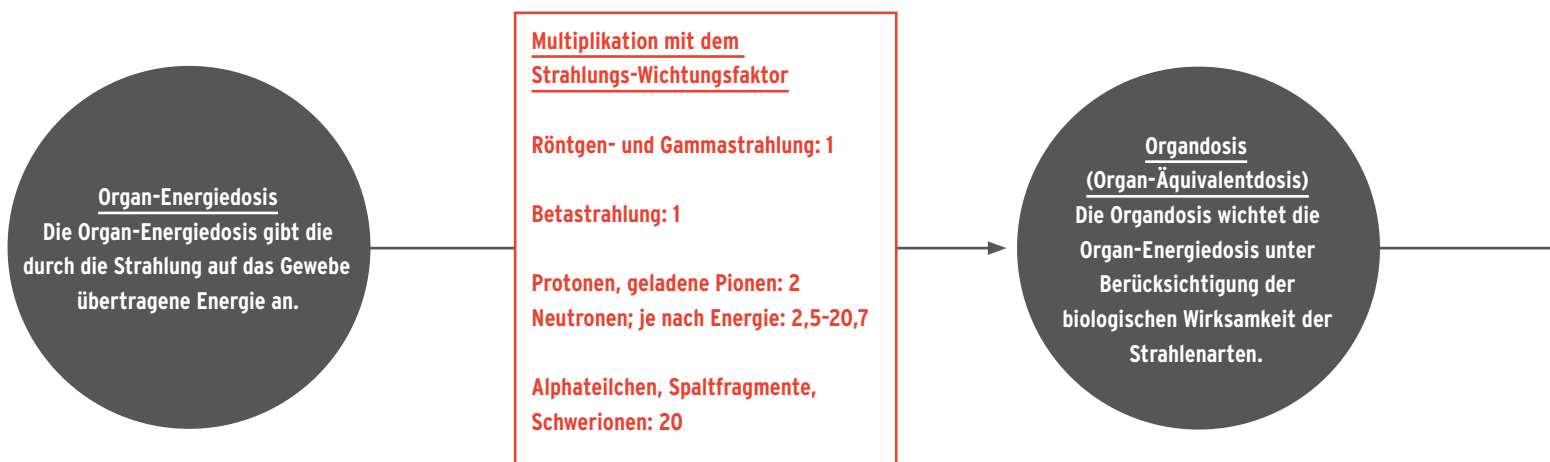 Organ-Energiedosis
Die Organ-Energiedosis gibt die
durch die Strahlung auf das Gewebe
übertragene Energie an.
Multiplikation mit dem
Strahlungs-Wichtungsfaktor
Röntgen- und Gammastrahlung: 1
Betastrahlung: 1
Protonen, geladene Pionen: 2
Neutronen; je nach Energie: 2,5-20,7
Alphateilchen, Spaltfragmente,
Schwerionen: 20
Organdosis
(Organ-Äquivalentdosis)
Die Organdosis wichtet die
Organ-Energiedosis unter
Berücksichtigung der
biologischen Wirksamkeit der
Strahlenarten.